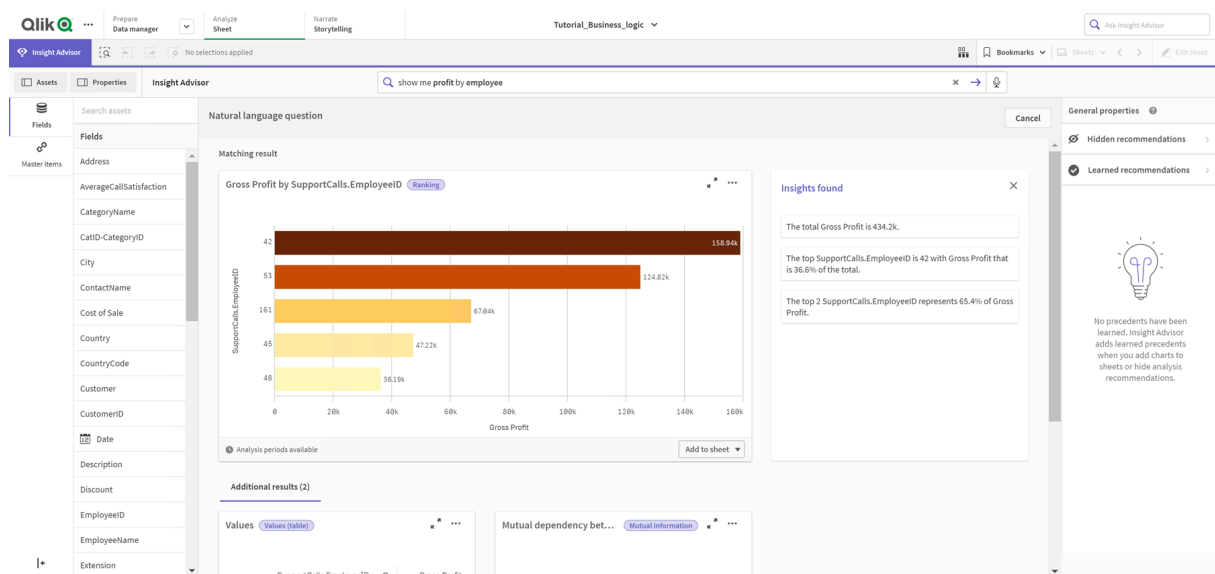 Qlik
Prepare
Data manager
Analyze
Sheet
Narrate
Storytelling
Tutorial_Business_logic
Ask Insight Advisor
Insight Advisor
No selections applied
Bookmarks
Sheets
Edit sheet
Assets
Properties
Insight Advisor
show me profit by employee
Fields
Master items
Search assets
Fields
Address
AverageCallSatisfaction
CategoryName
CatID-CategoryID
City
ContactName
Cost of Sale
Country
CountryCode
Customer
CustomerID
Date
Description
Discount
EmployeeID
EmployeeName
Extension
Natural language question
Cancel
Matching result
Gross Profit by SupportCalls.EmployeeID
Ranking
SupportCalls.EmployeeID
42
158.94k
53
124.82k
161
67.04k
45
47.22k
48
36.19k
0 20k 40k 60k 80k 100k 120k 140k 160k
Gross Profit
Analysis periods available
Add to sheet
Insights found
The total Gross Profit is 434.2k.
The top SupportCalls.EmployeeID is 42 with Gross Profit that
is 36.6% of the total.
The top 2 SupportCalls.EmployeeID represents 65.4% of Gross
Profit.
Additional results (2)
Values
Values (table)
Mutual dependency bet...
Mutual information
General properties
Hidden recommendations
Learned recommendations
No precedents have been
learned. Insight Advisor
adds learned precedents
when you add charts to
sheets or hide analysis
recommendations.